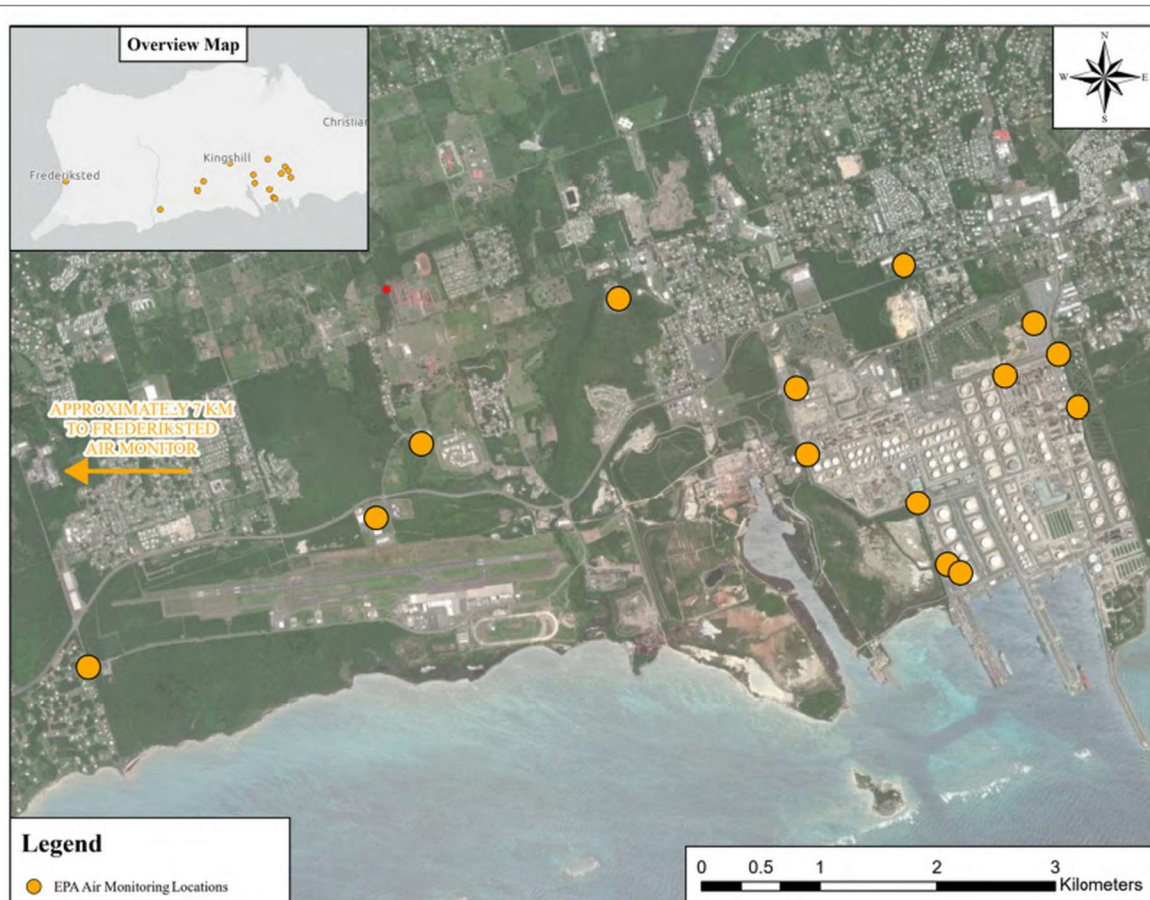 Overview Map
Christian
Kingshill
Frederiksted
N
W E
S
APPROXIMATELY 7 KM
TO FREDERIKSTED
AIR MONITOR
Legend
EPA Air Monitoring Locations
0 0.5 1 2 3
Kilometers